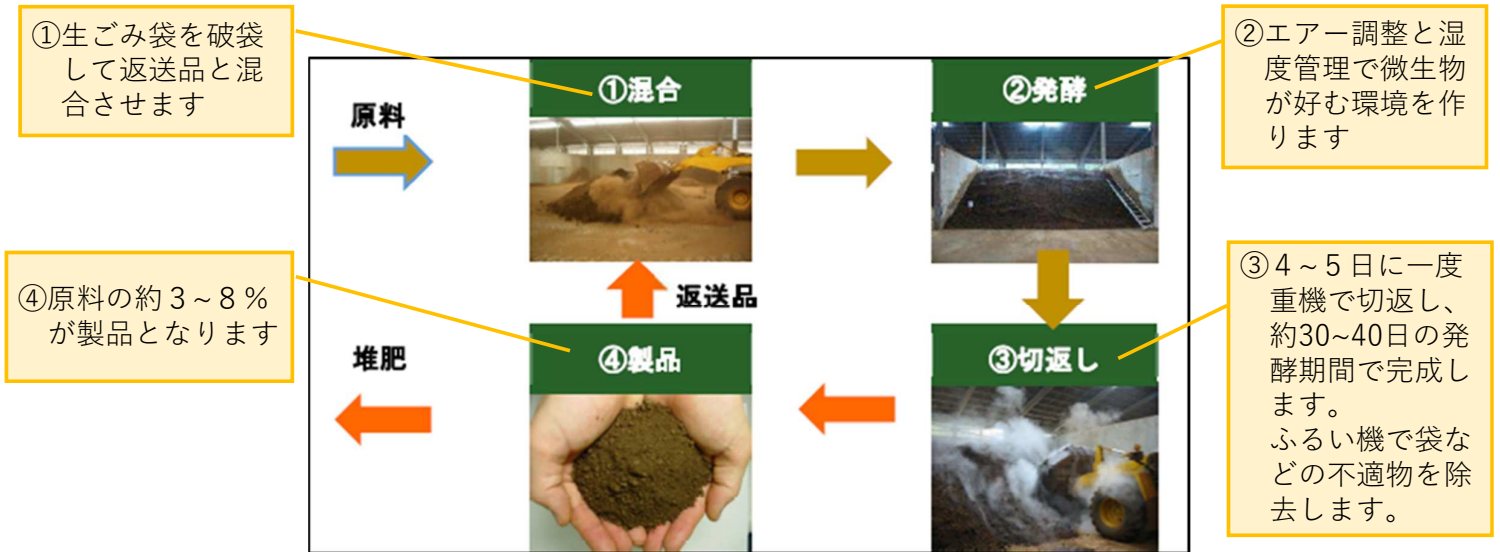 ①生ごみ袋を破袋
して返送品と混
合させます
原料
①混合
②発酵
②エアー調整と湿
度管理で微生物
が好む環境を作
ります
④原料の約３~８％
が製品となります
返送品
堆肥
④製品
③切返し
③４~５日に一度
重機で切返し、
約30~40日の発
酵期間で完成し
ます。
ふるい機で袋な
どの不適物を除
去します。